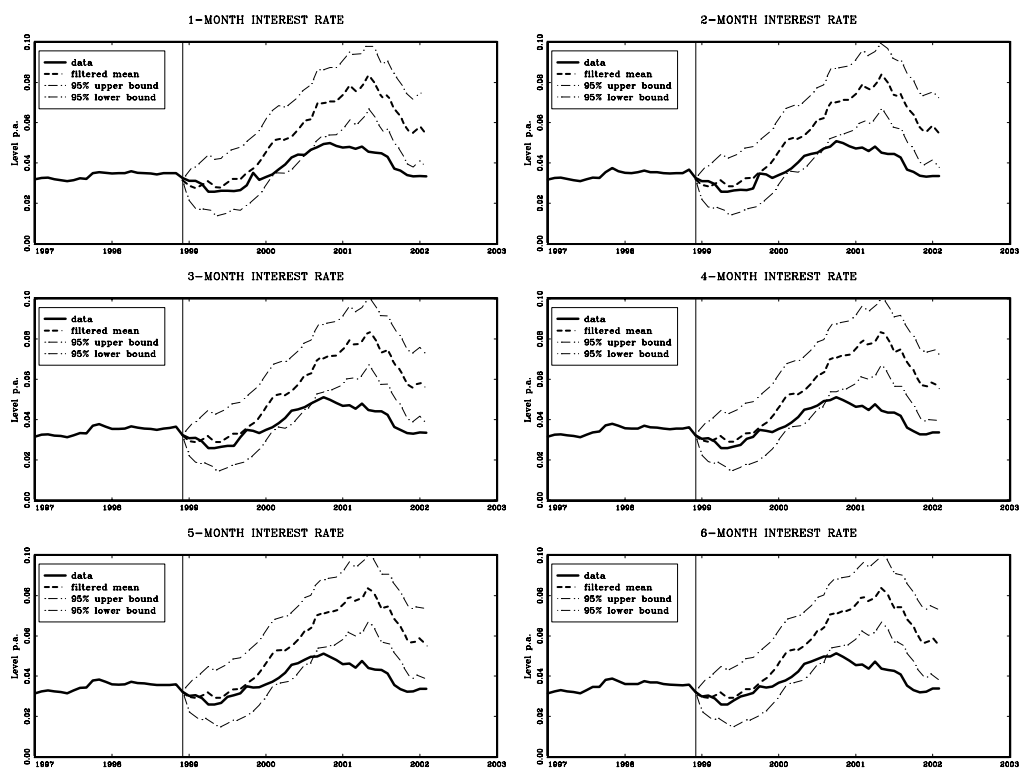 1-MONTH INTEREST RATE
Level p.a.
0.00 0.02 0.04 0.06 0.08 0.10
data
filtered mean
95% upper bound
95% lower bound
1997 1998 1999 2000 2001 2002 2003
2-MONTH INTEREST RATE
Level p.a.
0.00 0.02 0.04 0.06 0.08 0.10
data
filtered mean
95% upper bound
95% lower bound
1997 1998 1999 2000 2001 2002 2003
3-MONTH INTEREST RATE
Level p.a.
0.00 0.02 0.04 0.06 0.08 0.10
data
filtered mean
95% upper bound
95% lower bound
1997 1998 1999 2000 2001 2002 2003
4-MONTH INTEREST RATE
Level p.a.
0.00 0.02 0.04 0.06 0.08 0.10
data
filtered mean
95% upper bound
95% lower bound
1997 1998 1999 2000 2001 2002 2003
5-MONTH INTEREST RATE
Level p.a.
0.00 0.02 0.04 0.06 0.08 0.10
data
filtered mean
95% upper bound
95% lower bound
1997 1998 1999 2000 2001 2002 2003
6-MONTH INTEREST RATE
Level p.a.
0.00 0.02 0.04 0.06 0.08 0.10
data
filtered mean
95% upper bound
95% lower bound
1997 1998 1999 2000 2001 2002 2003